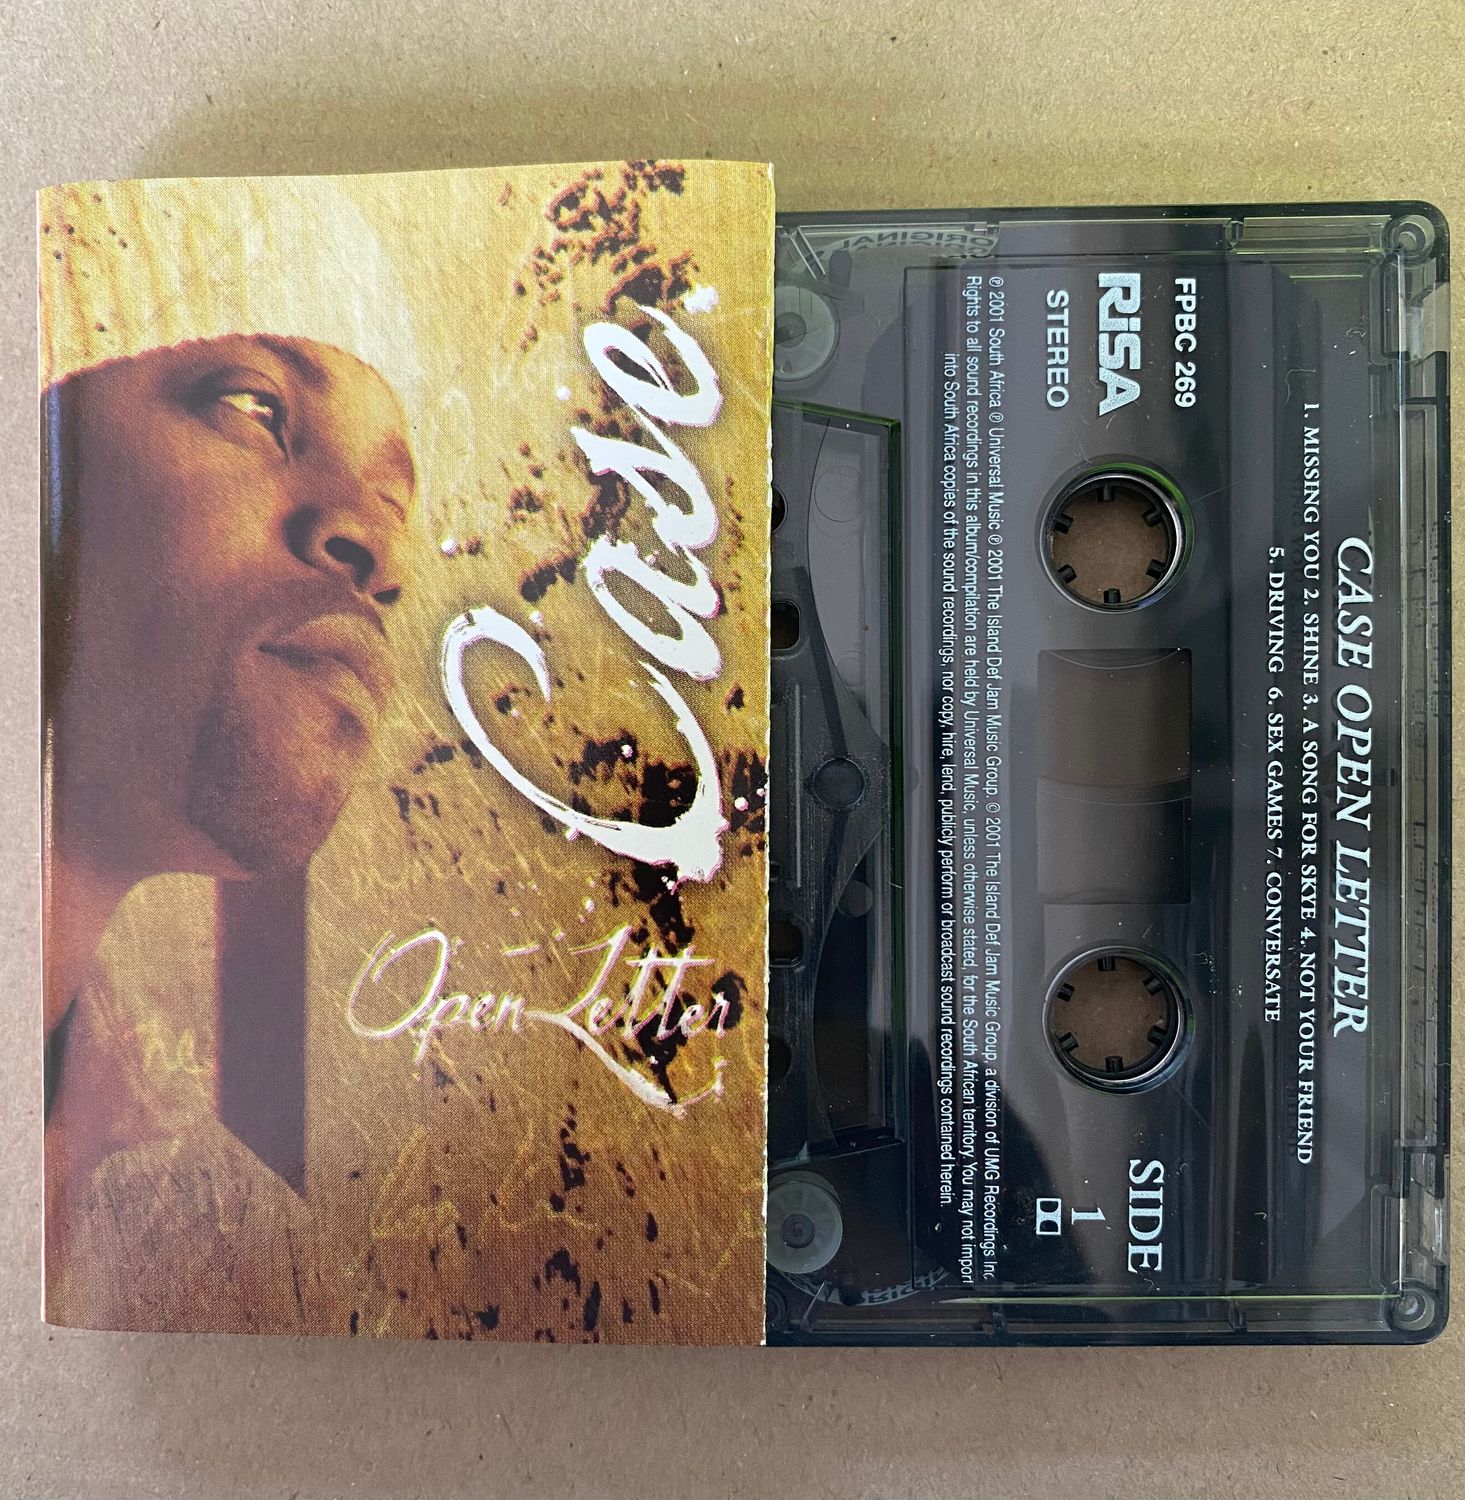 Case
Open Letter
CASE OPEN LETTER
1. MISSING YOU 2. SHINE 3. A SONG FOR SKYE 4. NOT YOUR FRIEND
5. DRIVING 6. SEX GAMES 7. CONVERSATE
FPBC 269
RiSA
STEREO
SIDE
1
℗ 2001 South Africa ℗ Universal Music ℗ 2001 The Island Def Jam Music Group, © 2001 The Island Def Jam Music Group, a division of UMG Recordings Inc
Rights to all sound recordings in this album/compilation are held by Universal Music, unless otherwise stated, for the South African territory. You may not import
into South Africa copies of the sound recordings, nor copy, hire, lend, publicly perform or broadcast sound recordings contained herein.
ORIGINAL